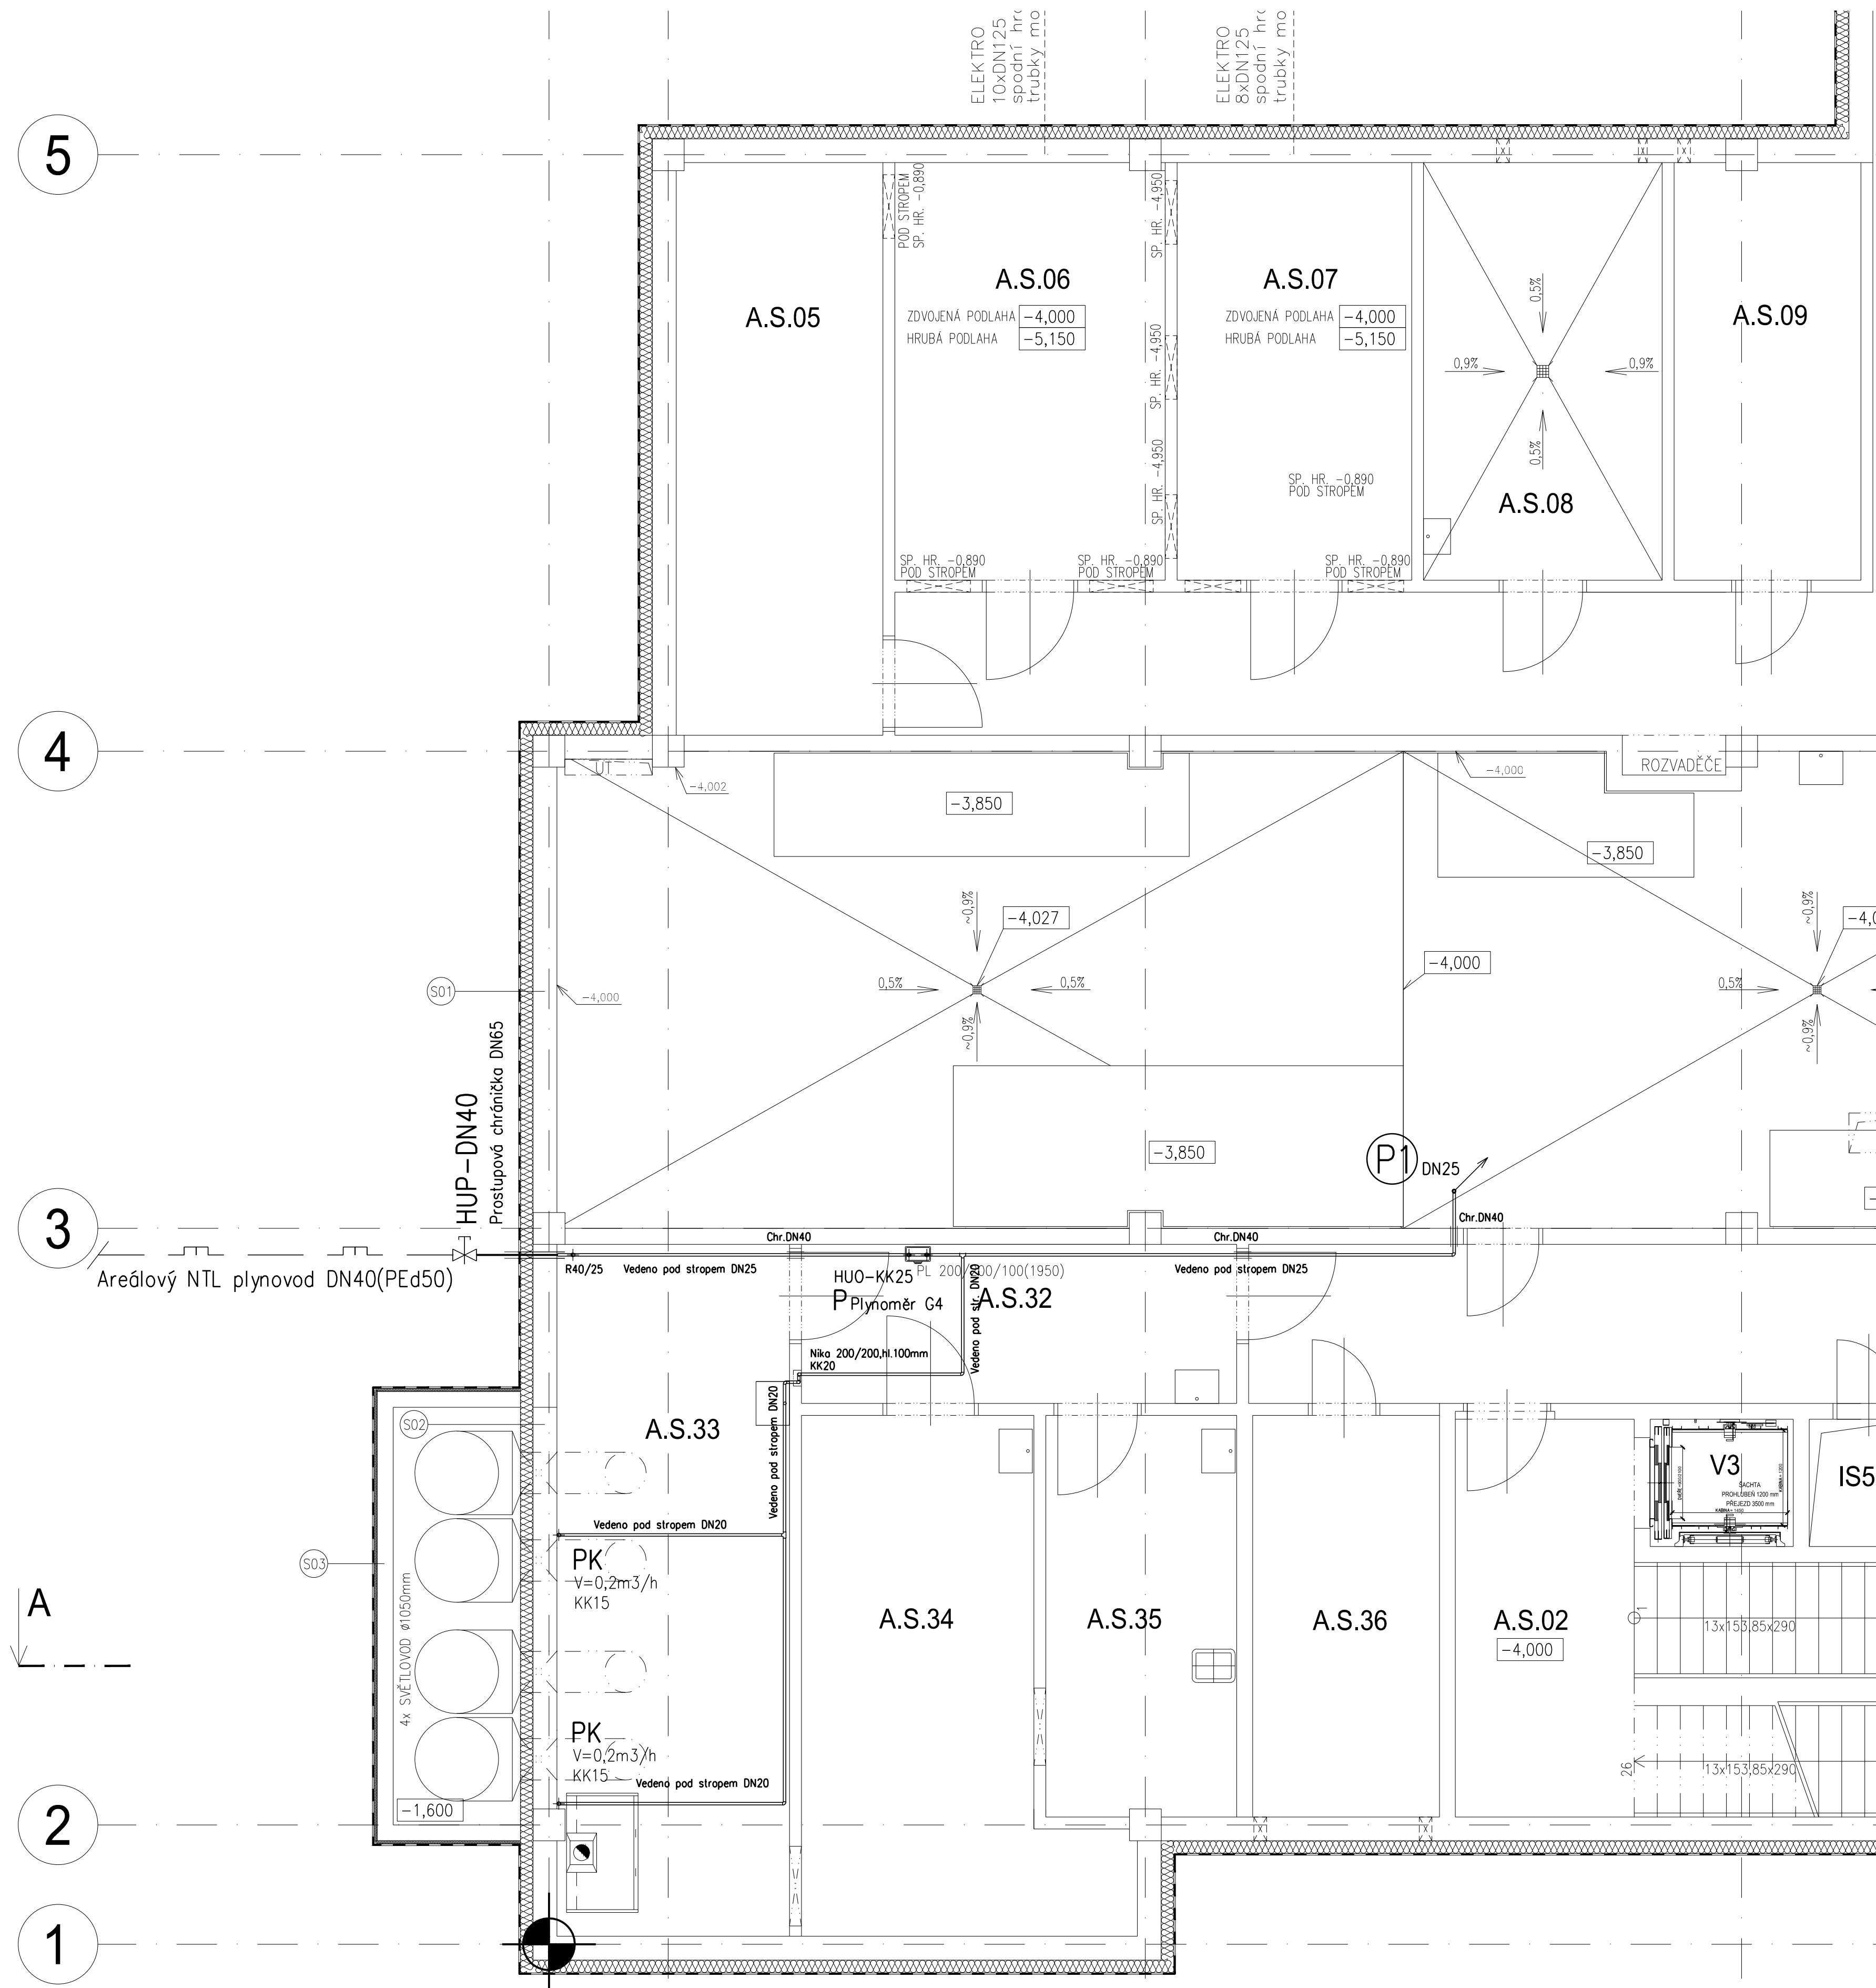 ELEKTRO
10xDN125
spodní
trubky
ELEKTRO
8xDN125
spodní
trubky
5
POD STROPEM
SP. HR. -0,890
SP. HR. -4,950
A.S.05
A.S.06
ZDVOJENÁ PODLAHA -4,000
HRUBÁ PODLAHA -5,150
A.S.07
ZDVOJENÁ PODLAHA -4,000
HRUBÁ PODLAHA -5,150
0,5%
0,9%
0,9%
0,5%
A.S.08
A.S.09
SP. HR. -4,950
SP. HR. -4,950
SP. HR. -0,890
POD STROPEM
SP. HR. -0,890
POD STROPEM
SP. HR. -0,890
POD STROPEM
SP. HR. -0,890
POD STROPEM
4
UT
-4,002
-3,850
-4,000
ROZVADĚČE
-3,850
~0,9%
-4,027
0,5%
0,5%
~0,9%
-4,000
~0,9%
0,5%
~0,9%
S01
-4,000
-3,850
P1 DN25
HUP-DN40
Prostupová chránička DN65
3
Areálový NTL plynovod DN40(PEd50)
R40/25
Vedeno pod stropem DN25
Chr.DN40
Chr.DN40
Chr.DN40
HUO-KK25
P Plynoměr G4
Vedeno pod stropem DN25
Vedeno pod str. DN20
A.S.32
Nika 200/200,hl.100mm
KK20
Vedeno pod stropem DN20
S02
A.S.33
Vedeno pod stropem DN20
S03
PK
V=0,2m3/h
KK15
4x SVĚTLOVOD ø1050mm
A
A.S.34
A.S.35
A.S.36
A.S.02
-4,000
V3
ŠACHTA
PROHLUBEŇ 1200 mm
PŘEJEZD 3500 mm
IS5
1
13x153,85x290
26
13x153,85x290
PK
V=0,2m3/h
KK15
Vedeno pod stropem DN20
-1,600
2
1